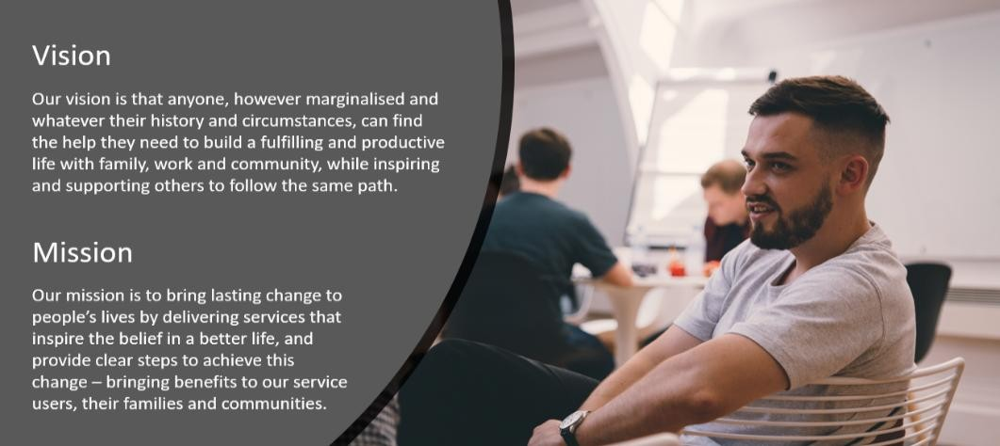 Vision
Our vision is that anyone, however marginalised and
whatever their history and circumstances, can find
the help they need to build a fulfilling and productive
life with family, work and community, while inspiring
and supporting others to follow the same path.
Mission
Our mission is to bring lasting change to
people’s lives by delivering services that
inspire the belief in a better life, and
provide clear steps to achieve this
change – bringing benefits to our service
users, their families and communities.